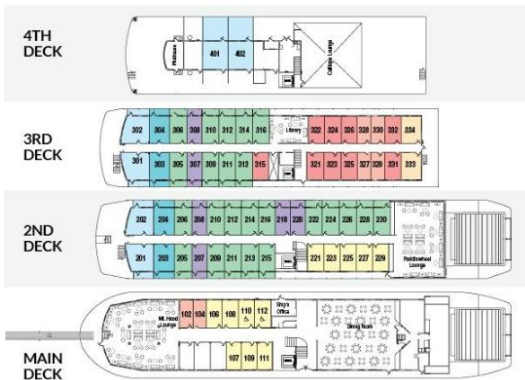 4TH
DECK
Pilothouse
401
402
Calliope Lounge
3RD
DECK
302 304 306 308 310 312 314 316
Library
322 324 326 328 330 332 334
301 303 305 307 309 311 313 315
321 323 325 327 329 331 333
2ND
DECK
202 204 206 208 210 212 214 216 218 220 222 224 226 228 230
201 203 205 207 209 211 213 215
221 223 225 227 229
Paddlewheel
Lounge
MAIN
DECK
Mt. Hood
Lounge
102 104 106 108 110 112
Ship's
Office
Dining Room
107 109 111